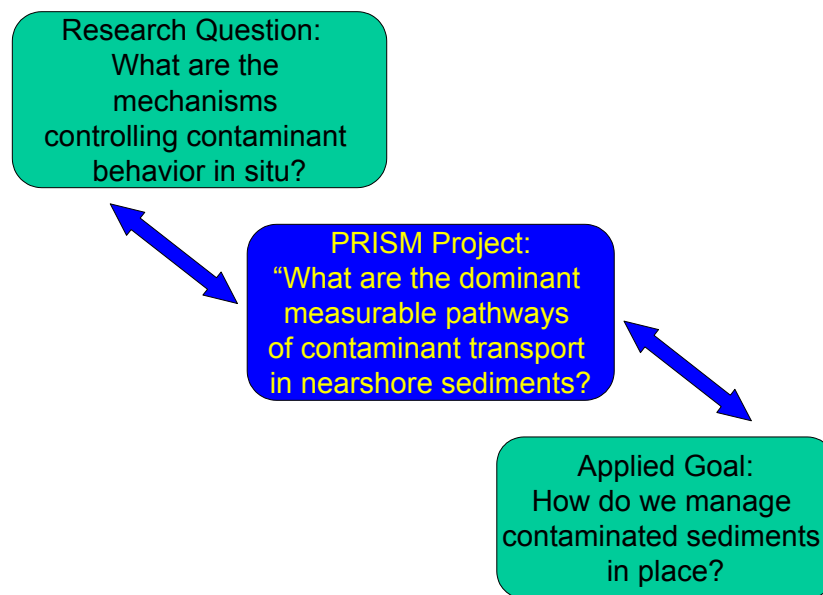 Research Question:
What are the
mechanisms
controlling contaminant
behavior in situ?
PRISM Project:
“What are the dominant
measurable pathways
of contaminant transport
in nearshore sediments?
Applied Goal:
How do we manage
contaminated sediments
in place?